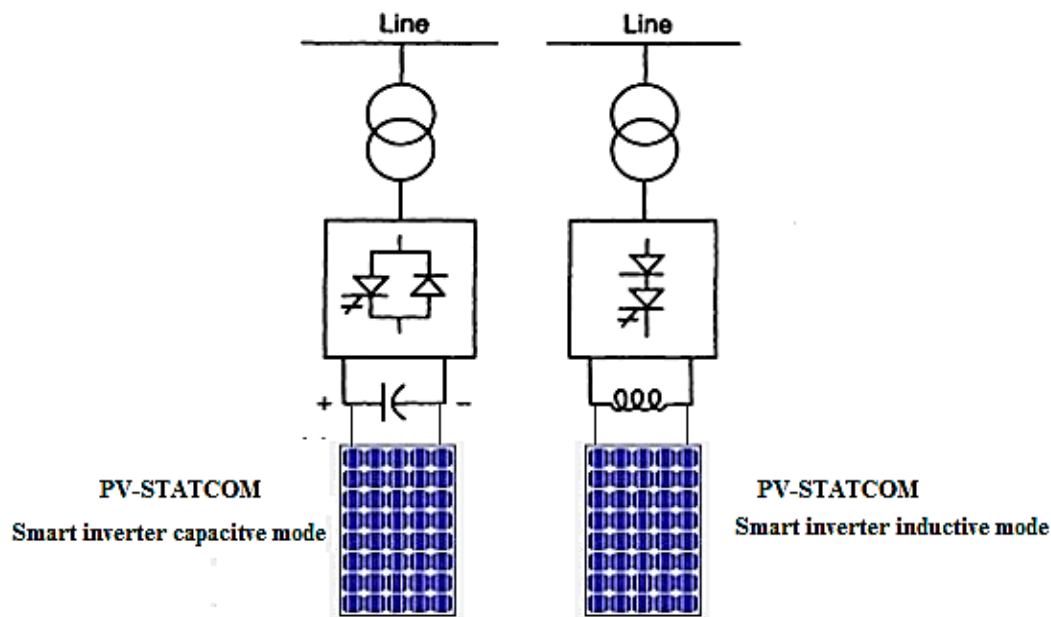 Line
Line
+
-
PV-STATCOM
Smart inverter capacitve mode
PV-STATCOM
Smart inverter inductive mode